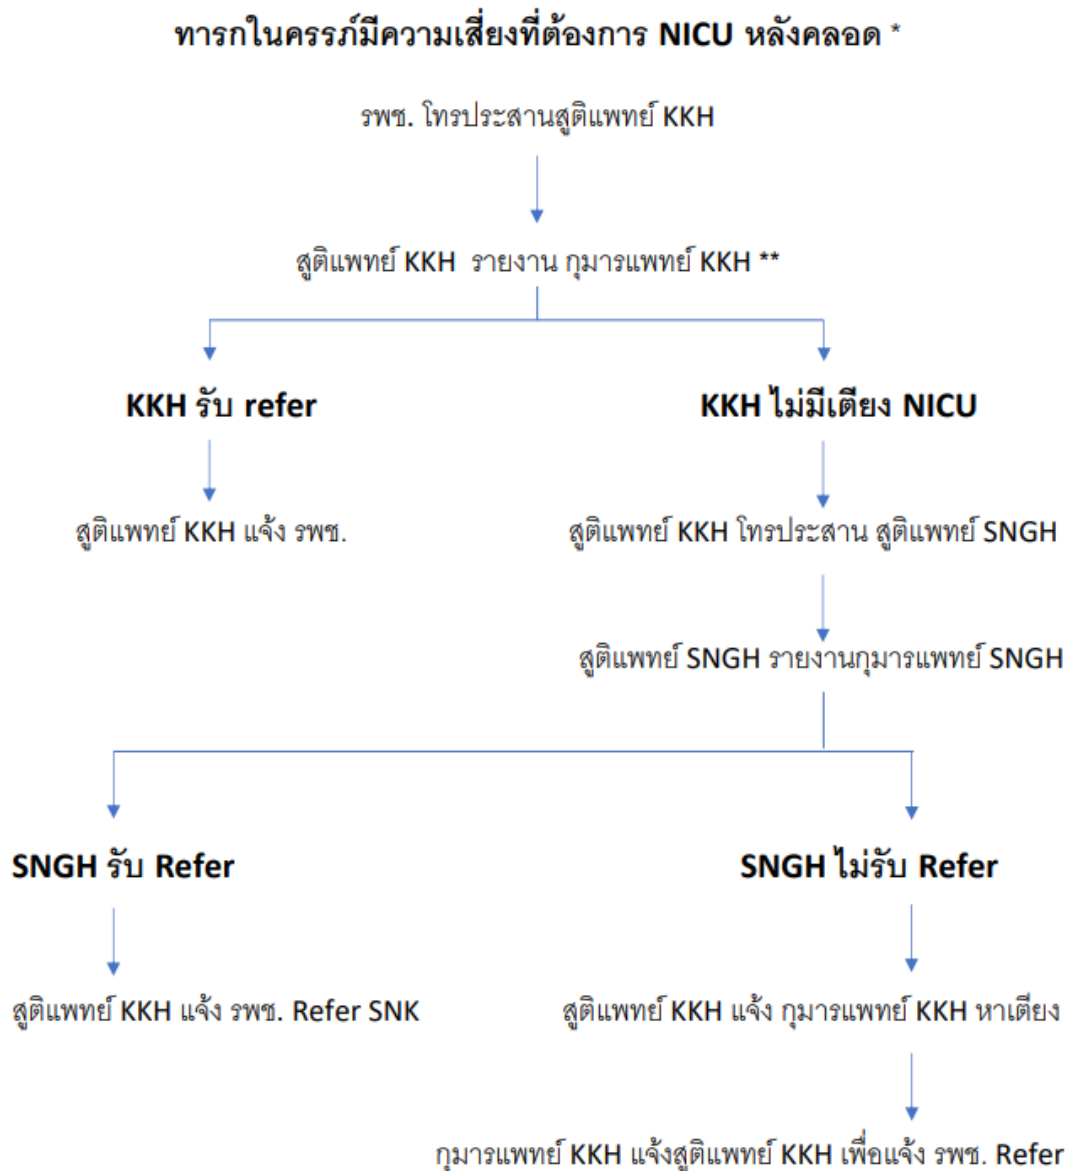 ทารกในครรภ์มีความเสี่ยงที่ต้องการ NICU หลังคลอด *
รพช. โทรประสานสูติแพทย์ KKH
สูติแพทย์ KKH รายงาน กุมารแพทย์ KKH **
KKH รับ refer
KKH ไม่มีเตียง NICU
สูติแพทย์ KKH แจ้ง รพช.
สูติแพทย์ KKH โทรประสาน สูติแพทย์ SNGH
สูติแพทย์ SNGH รายงานกุมารแพทย์ SNGH
SNGH รับ Refer
SNGH ไม่รับ Refer
สูติแพทย์ KKH แจ้ง รพช. Refer SNK
สูติแพทย์ KKH แจ้ง กุมารแพทย์ KKH หาเตียง
กุมารแพทย์ KKH แจ้งสูติแพทย์ KKH เพื่อแจ้ง รพช. Refer